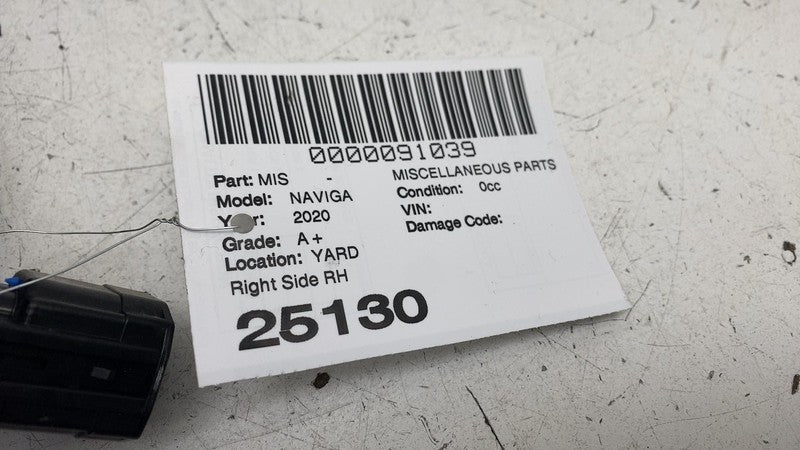 0000091039
Part: MIS - MISCELLANEOUS PARTS
Model: NAVIGA Condition: 0cc
Year: 2020 VIN:
Grade: A+ Damage Code:
Location: YARD
Right Side RH
25130